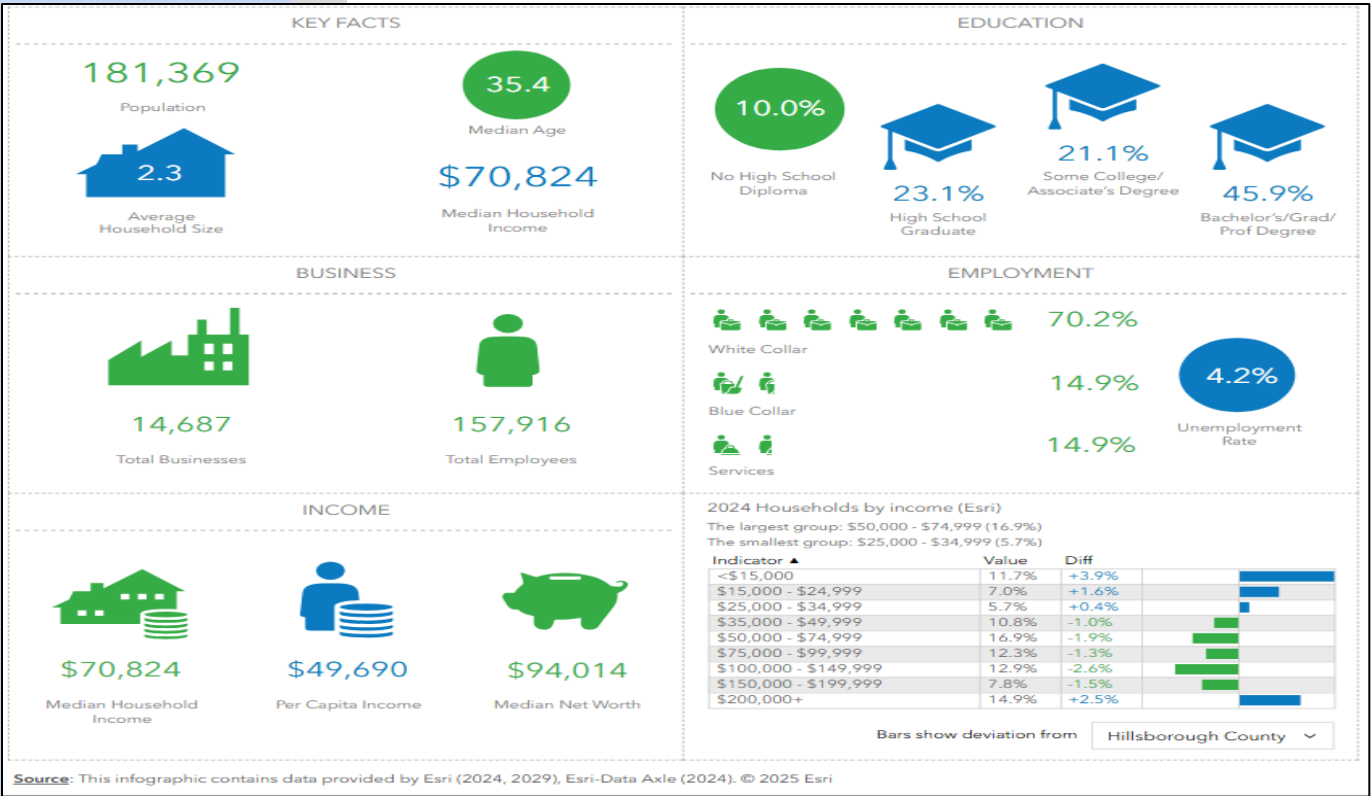 KEY FACTS
181,369
Population
35.4
Median Age
2.3
Average
Household Size
$70,824
Median Household
Income
EDUCATION
10.0%
No High School
Diploma
23.1%
High School
Graduate
21.1%
Some College/
Associate's Degree
45.9%
Bachelor's/Grad/
Prof Degree
BUSINESS
14,687
Total Businesses
157,916
Total Employees
EMPLOYMENT
70.2%
White Collar
14.9%
Blue Collar
14.9%
Services
4.2%
Unemployment
Rate
INCOME
$70,824
Median Household
Income
$49,690
Per Capita Income
$94,014
Median Net Worth
2024 Households by income (Esri)
The largest group: $50,000 - $74,999 (16.9%)
The smallest group: $25,000 - $34,999 (5.7%)
Indicator ▲ Value Diff
<$15,000 11.7% +3.9%
$15,000 - $24,999 7.0% +1.6%
$25,000 - $34,999 5.7% +0.4%
$35,000 - $49,999 10.8% -1.0%
$50,000 - $74,999 16.9% -1.9%
$75,000 - $99,999 12.3% -1.3%
$100,000 - $149,999 12.9% -2.6%
$150,000 - $199,999 7.8% -1.5%
$200,000+ 14.9% +2.5%
Bars show deviation from Hillsborough County
Source: This infographic contains data provided by Esri (2024, 2029), Esri-Data Axle (2024). © 2025 Esri